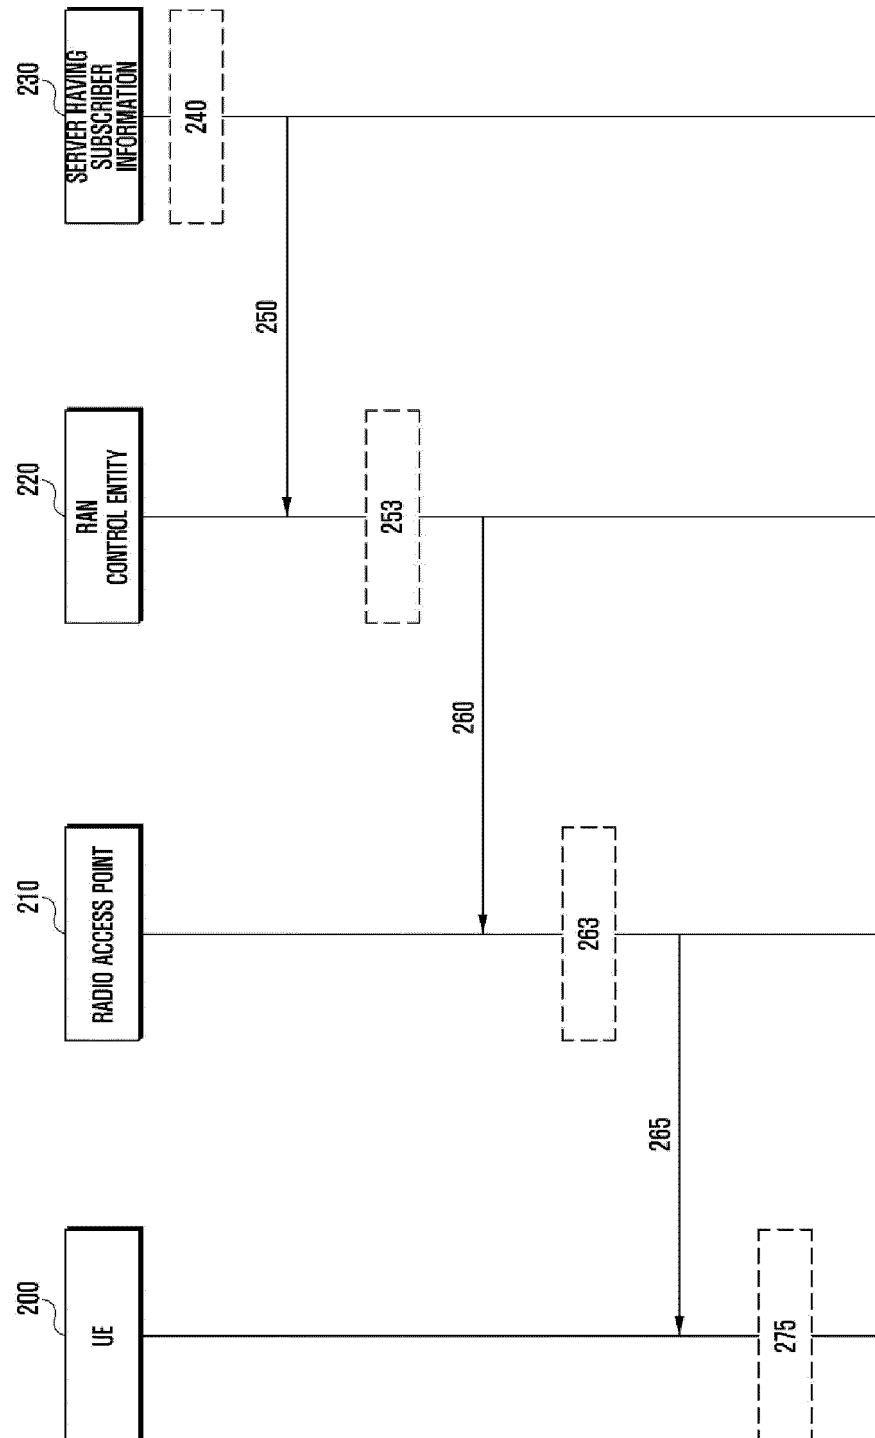 200
UE
210
RADIO ACCESS POINT
220
RAN
CONTROL ENTITY
230
SERVER HAVING
SUBSCRIBER
INFORMATION
240
250
253
260
263
265
275